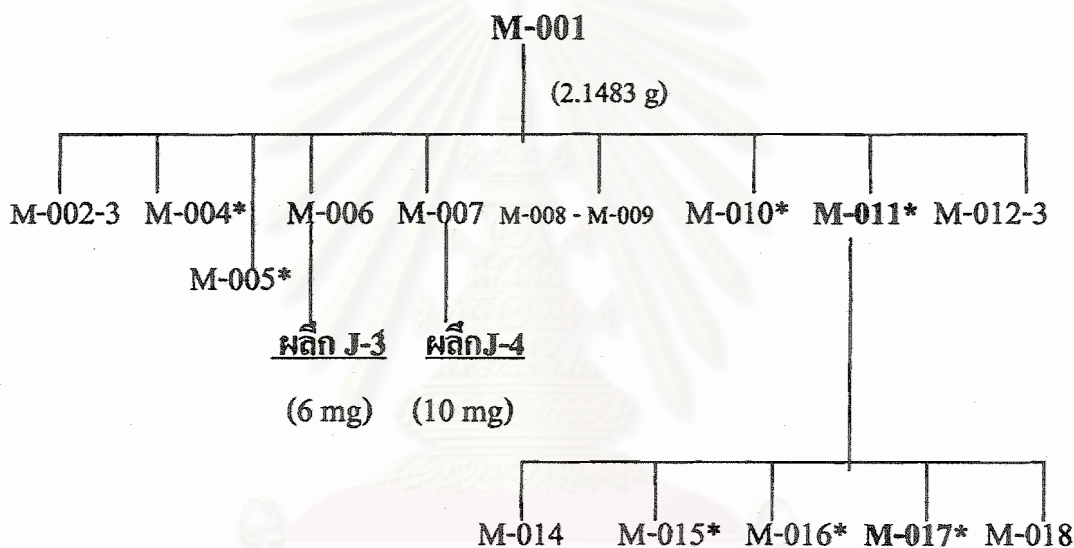 M-001
(2.1483 g)
M-002-3 M-004* M-006 M-007 M-008 - M-009 M-010* M-011* M-012-3
M-005*
ผลึก J-3 ผลึกJ-4
(6 mg) (10 mg)
M-014 M-015* M-016* M-017* M-018